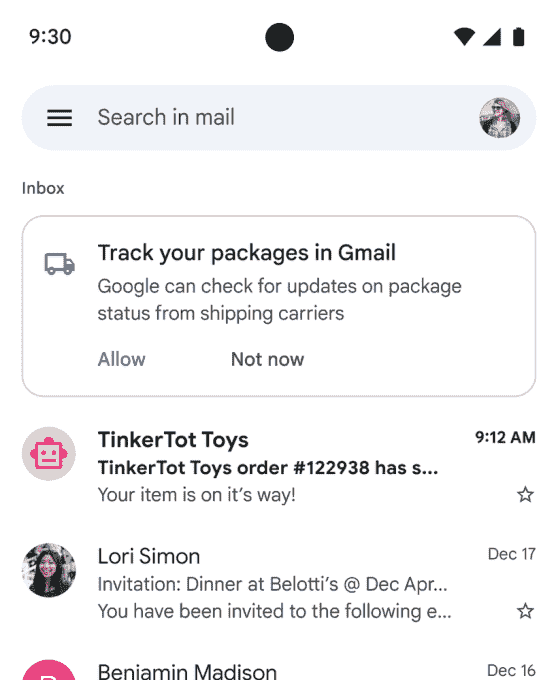 9:30
Search in mail
Inbox
Track your packages in Gmail
Google can check for updates on package
status from shipping carriers
Allow Not now
TinkerTot Toys 9:12 AM
TinkerTot Toys order #122938 has s...
Your item is on it's way!
Lori Simon Dec 17
Invitation: Dinner at Belotti's @ Dec Apr...
You have been invited to the following e...
Benjamin Madison Dec 16